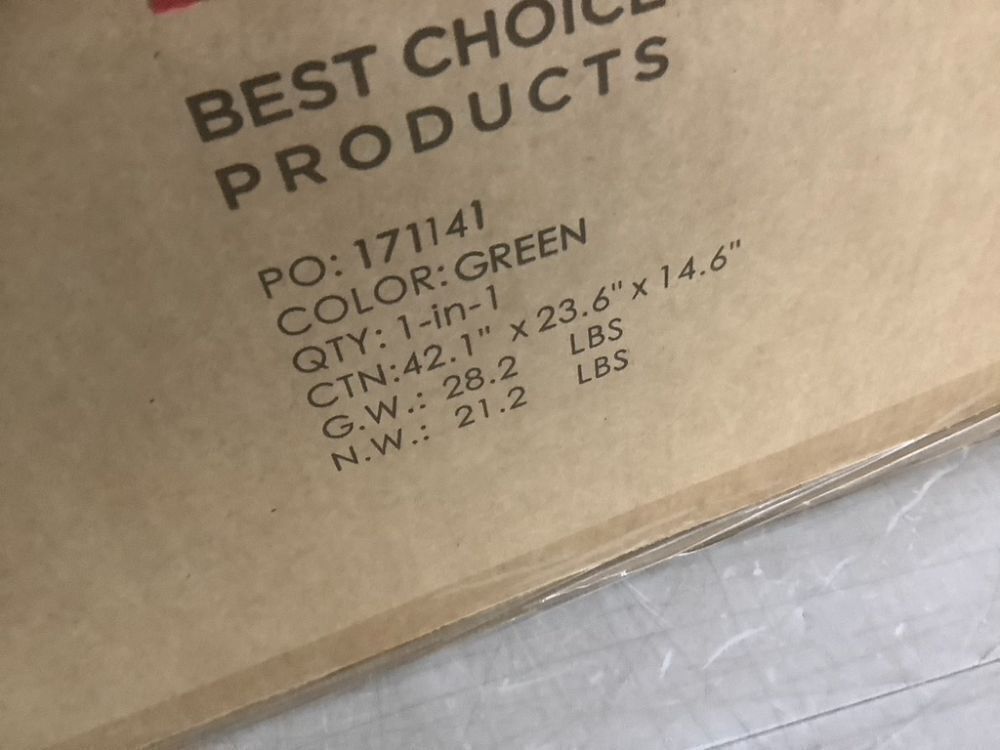 BEST CHOICE
PRODUCTS
PO: 171141
COLOR: GREEN
QTY: 1-in-1
CTN:42.1" x 23.6" x 14.6"
G.W.: 28.2 LBS
N.W.: 21.2 LBS